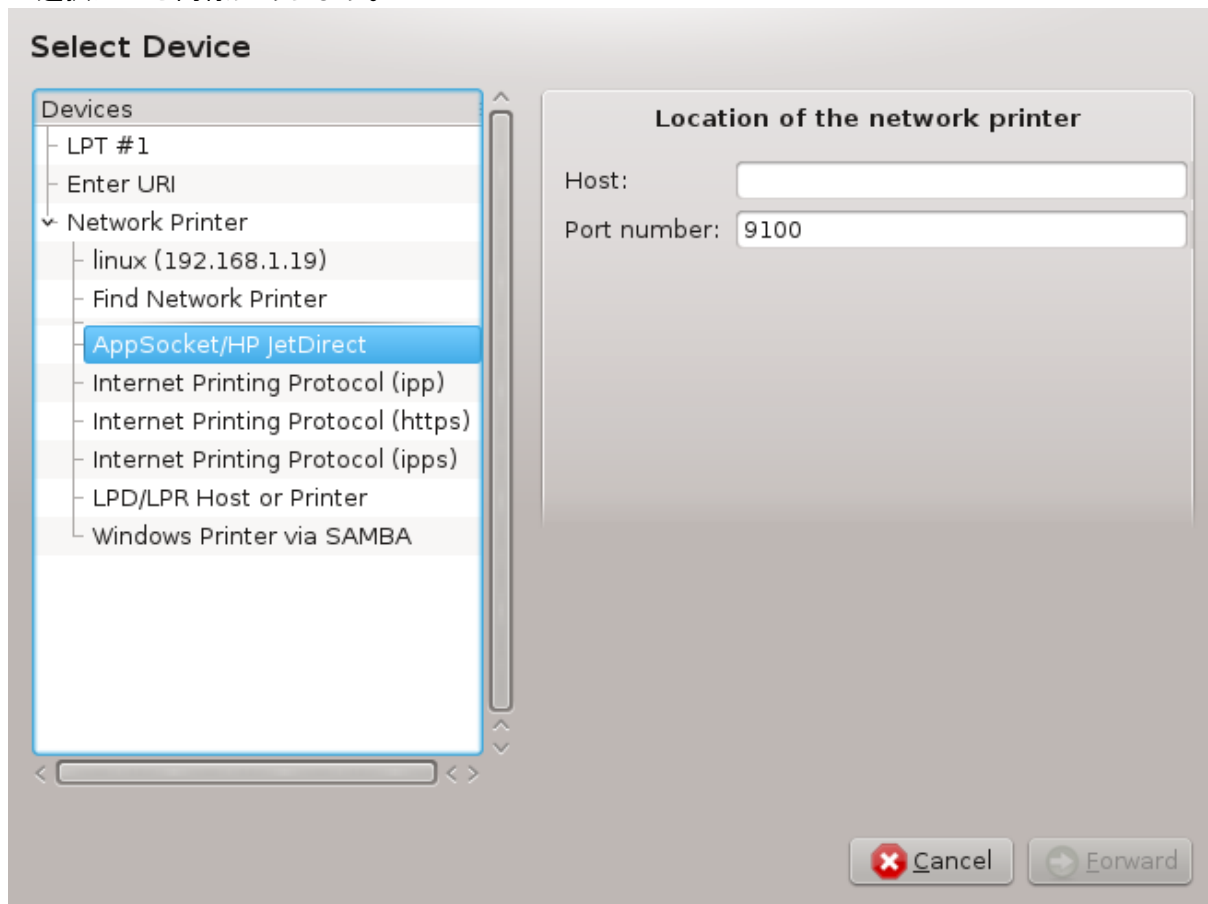 Select Device
Devices
LPT #1
Enter URI
Network Printer
linux (192.168.1.19)
Find Network Printer
AppSocket/HP JetDirect
Internet Printing Protocol (ipp)
Internet Printing Protocol (https)
Internet Printing Protocol (ipps)
LPD/LPR Host or Printer
Windows Printer via SAMBA
Location of the network printer
Host:
Port number: 9100
Cancel
Forward